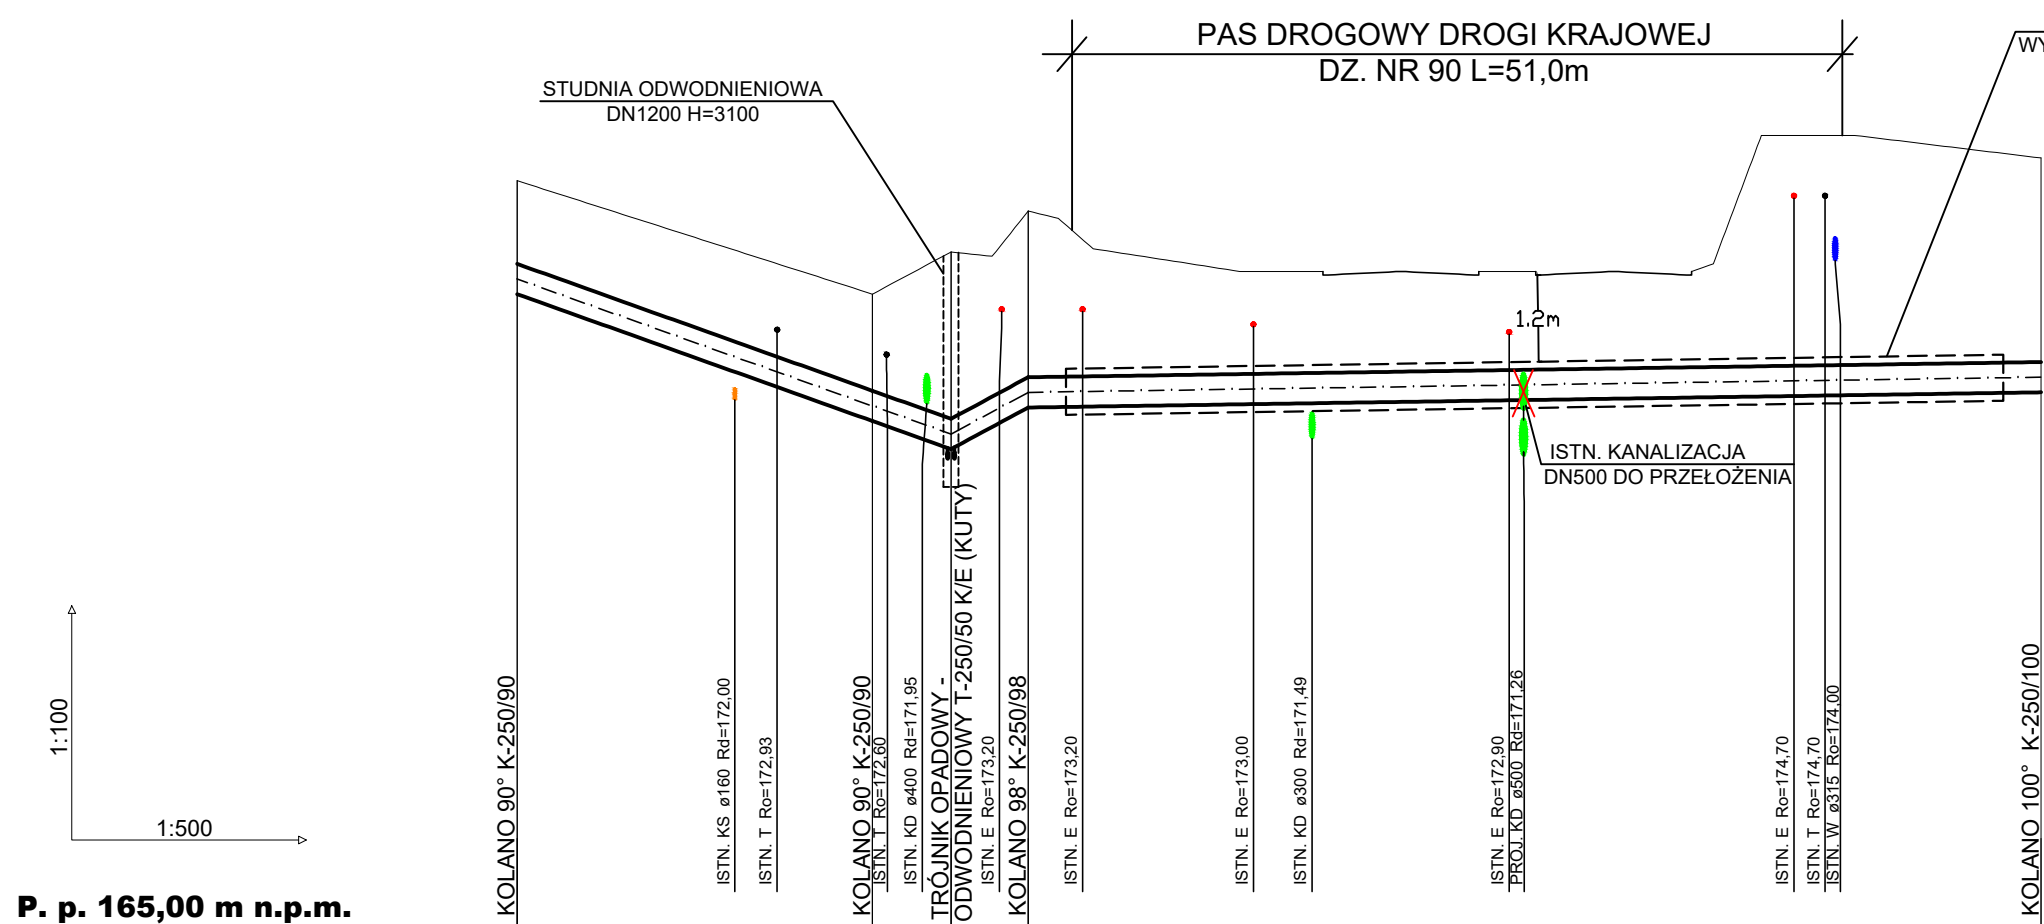 PAS DROGOWY DROGI KRAJOWEJ
DZ. NR 90 L=51,0m
WY
STUDNIA ODWODNIENIOWA
DN1200 H=3100
1.2m
ISTN. KANALIZACJA
DN500 DO PRZEŁOŻENIA
1:100
1:500
P. p. 165,00 m n.p.m.
KOLANO 90° K-250/90
ISTN. KS ø160 Rd=172,00
ISTN. T Ro=172,93
KOLANO 90° K-250/90
ISTN. T Ro=172,60
ISTN. KD ø400 Rd=171,95
TRÓJNIK OPADOWY -
ODWODNIENIOWY T-250/50 K/E (KUTY)
ISTN. E Ro=173,20
KOLANO 98° K-250/98
ISTN. E Ro=173,20
ISTN. E Ro=173,00
ISTN. KD ø300 Rd=171,49
ISTN. E Ro=172,90
PROJ. KD ø500 Rd=171,26
ISTN. E Ro=174,70
ISTN. T Ro=174,70
ISTN. W ø315 Ro=174,00
KOLANO 100° K-250/100